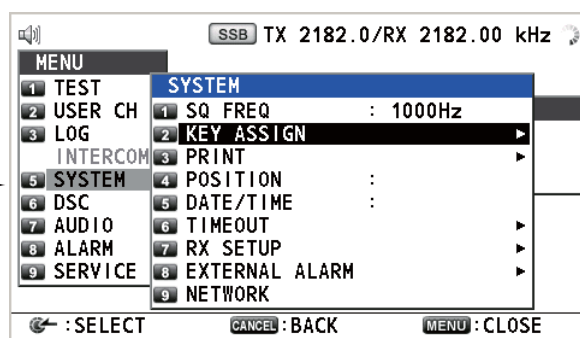 SSB TX 2182.0/RX 2182.00 kHz
MENU
1 TEST
2 USER CH
3 LOG
INTERCOM
5 SYSTEM
6 DSC
7 AUDIO
8 ALARM
9 SERVICE
SYSTEM
1 SQ FREQ : 1000Hz
2 KEY ASSIGN
3 PRINT
4 POSITION :
5 DATE/TIME :
6 TIMEOUT
7 RX SETUP
8 EXTERNAL ALARM
9 NETWORK
:SELECT CANCEL:BACK MENU:CLOSE